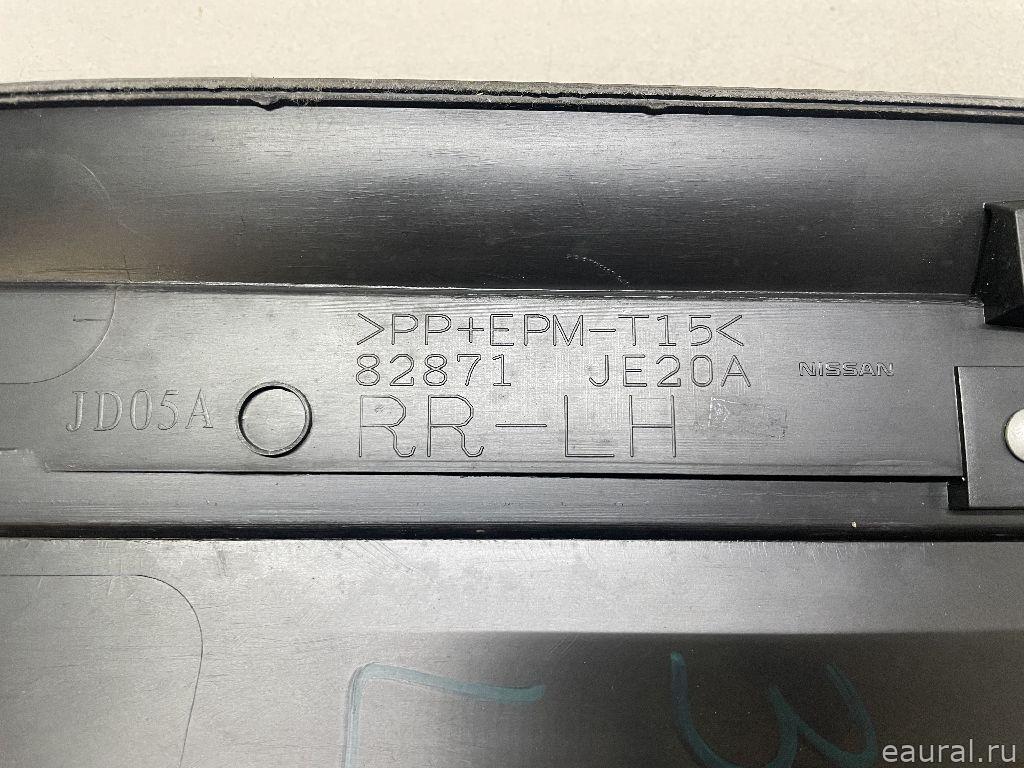 >PP+EPM-T15<
82871 JE20A NISSAN
JD05A RR-LH
eaural.ru